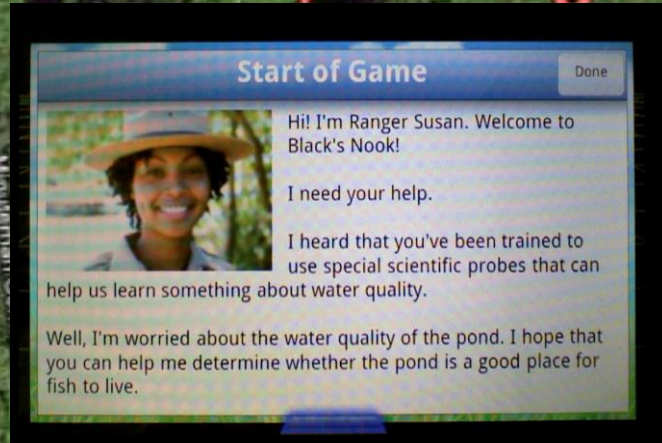 Start of Game
Done
Hi! I'm Ranger Susan. Welcome to
Black's Nook!
I need your help.
I heard that you've been trained to
use special scientific probes that can
help us learn something about water quality.
Well, I'm worried about the water quality of the pond. I hope that
you can help me determine whether the pond is a good place for
fish to live.